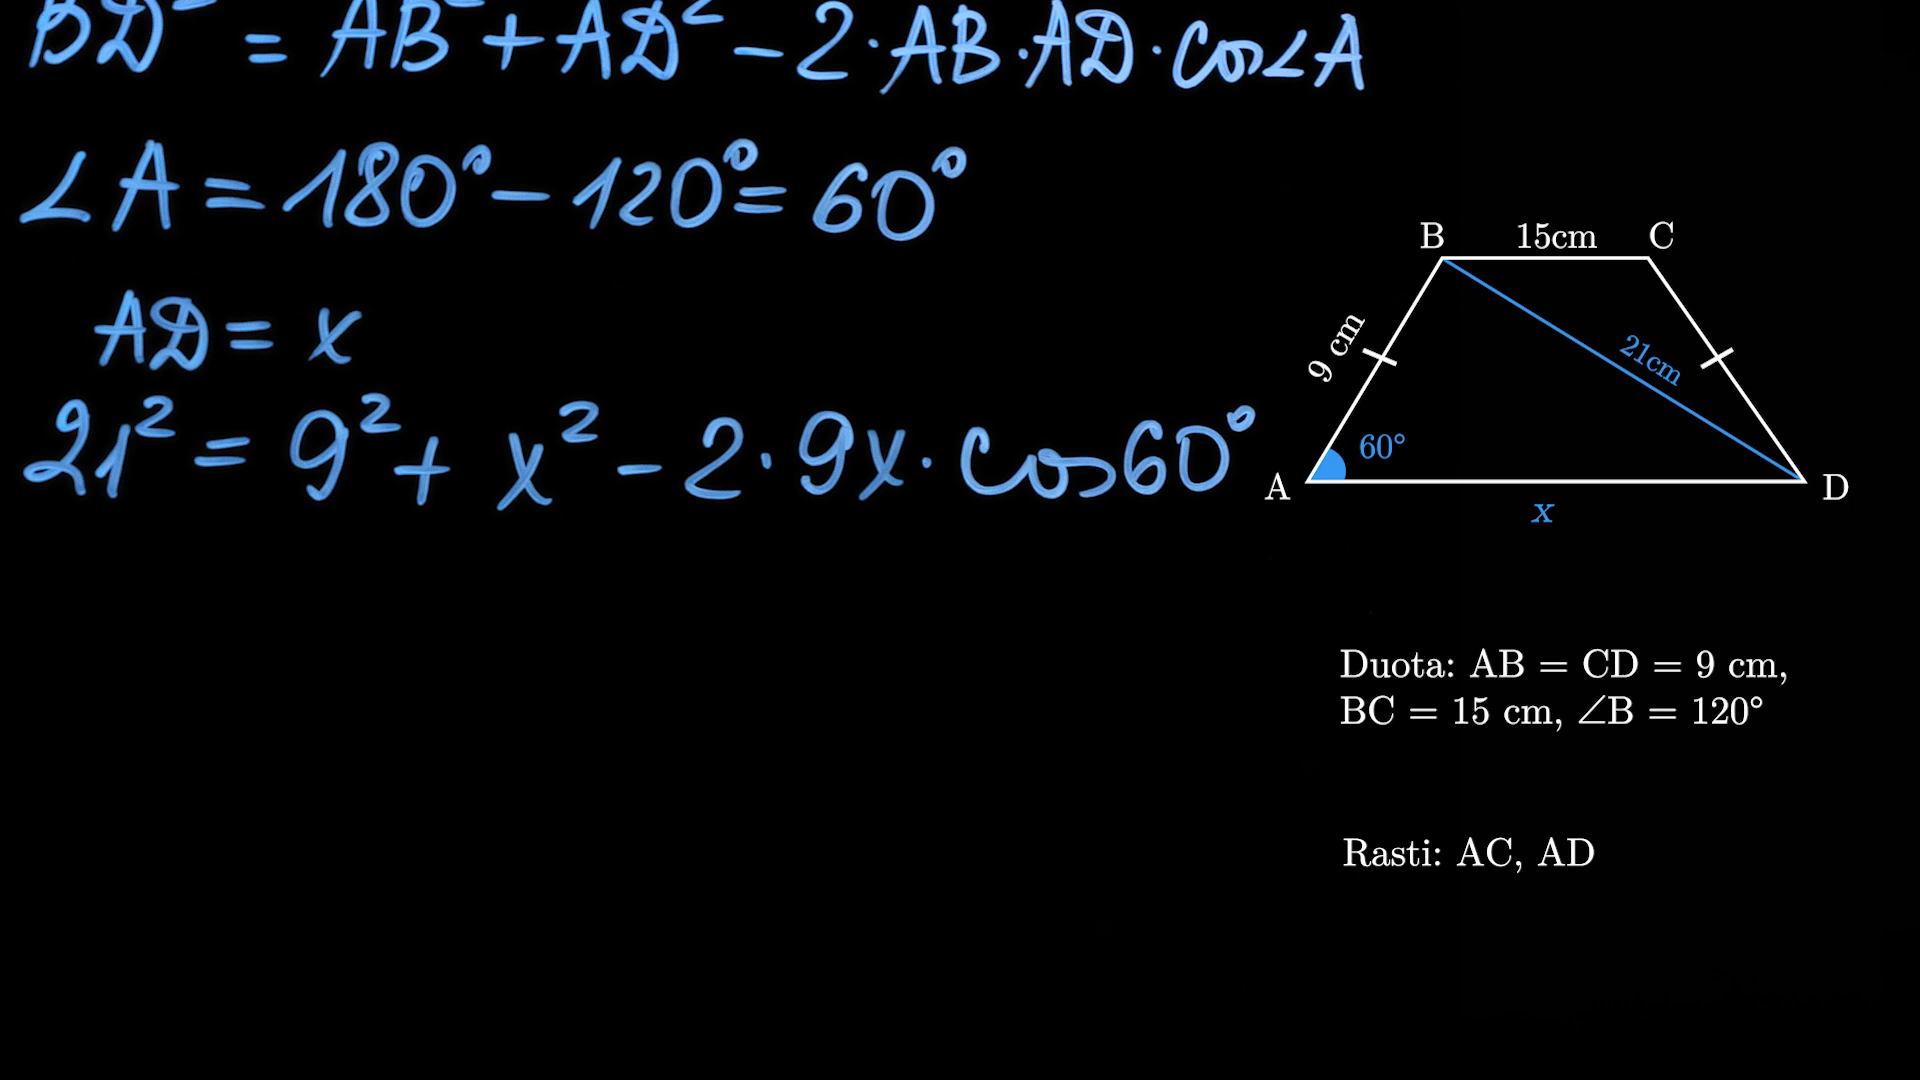 BD² = AB² + AD² - 2·AB·AD·cos∠A
∠A = 180° - 120° = 60°
AD = x
21² = 9² + x² - 2·9x·cos60°
B 15cm C
9 cm
21cm
60°
A D
x
Duota: AB = CD = 9 cm,
BC = 15 cm, ∠B = 120°
Rasti: AC, AD